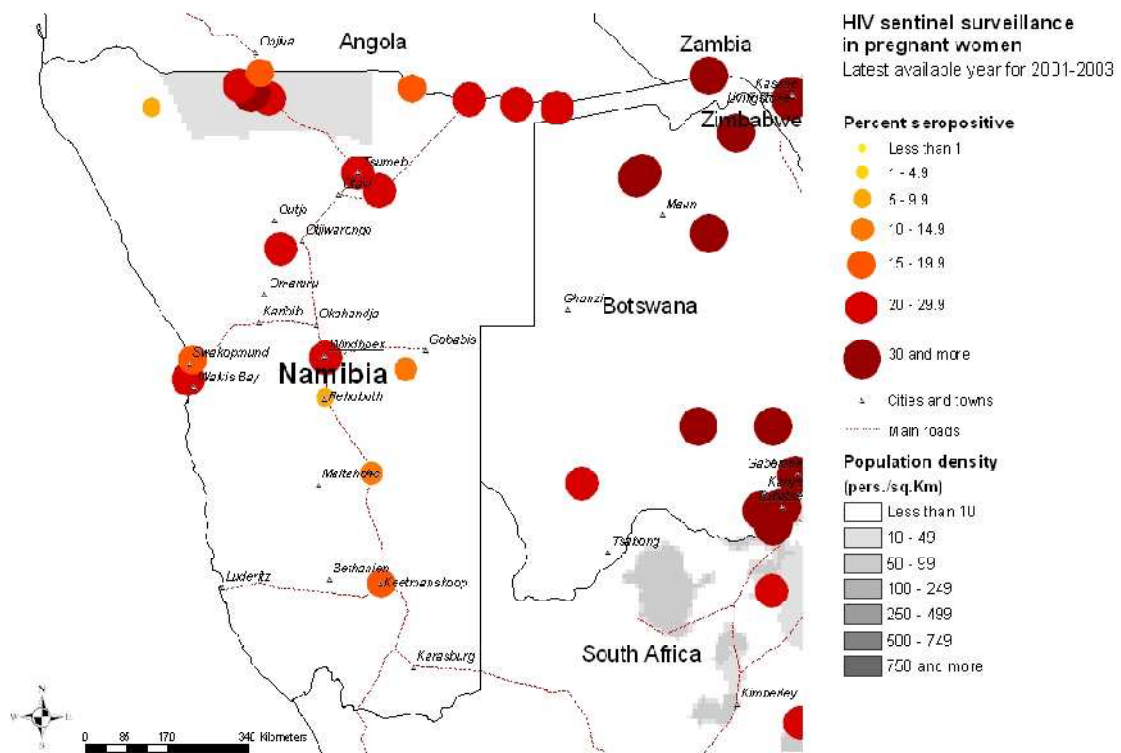 HIV sentinel surveillance
in pregnant women
Latest available year for 2001-2003
Percent seropositive
Less than 1
1 - 4.9
5 - 9.9
10 - 14.9
15 - 19.9
20 - 29.9
30 and more
Cities and towns
Main roads
Population density
(pers./sq.Km)
Less than 10
10 - 49
50 - 99
100 - 249
250 - 499
500 - 749
750 and more
Angola
Zambia
Livingstone
Zimbabwe
Tsumeb
Maun
Outjo
Otjiwarongo
Omaruru
Ghanzi
Botswana
Karibib
Okahandja
Swakopmund
Windhoek
Gobabis
Walvis Bay
Namibia
Rehoboth
Gaborone
Kanye
Tsabong
Luderitz
Bethanien
Keetmanshoop
South Africa
Karasburg
Kimberley
N
W
E
S
0 85 170 340 Kilometers